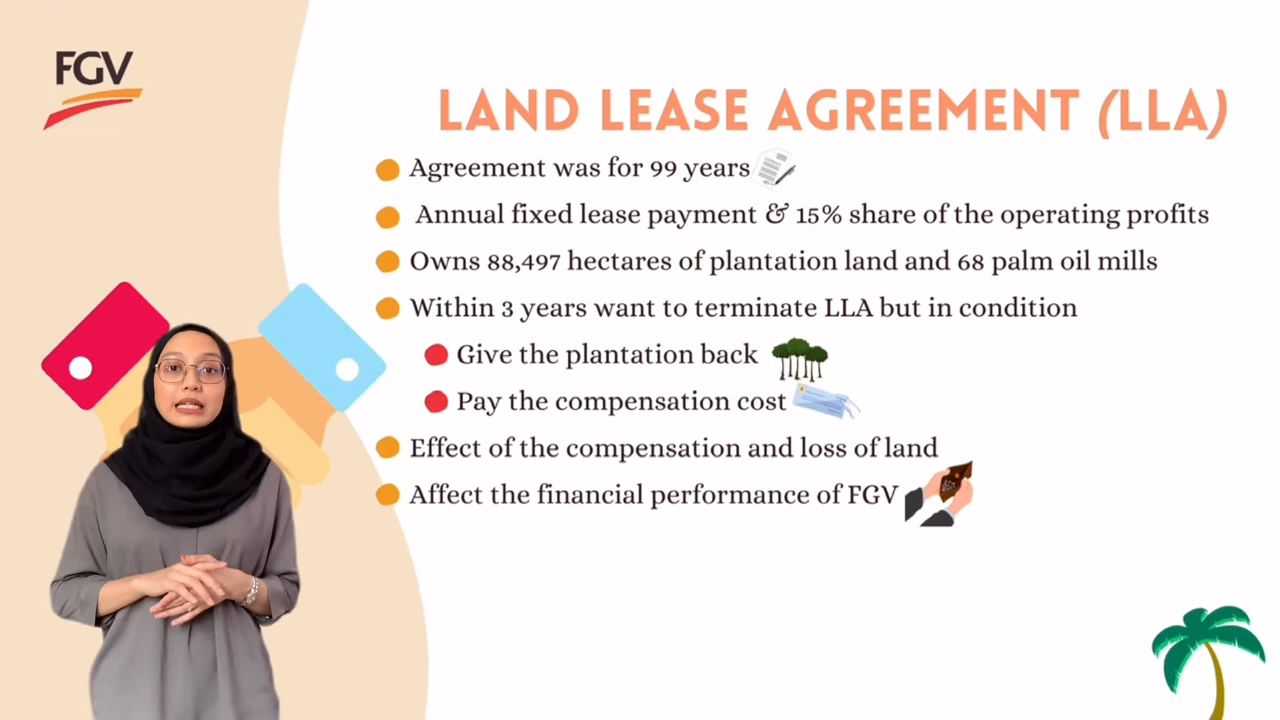 FGV
LAND LEASE AGREEMENT (LLA)
Agreement was for 99 years
Annual fixed lease payment & 15% share of the operating profits
Owns 88,497 hectares of plantation land and 68 palm oil mills
Within 3 years want to terminate LLA but in condition
Give the plantation back
Pay the compensation cost
Effect of the compensation and loss of land
Affect the financial performance of FGV